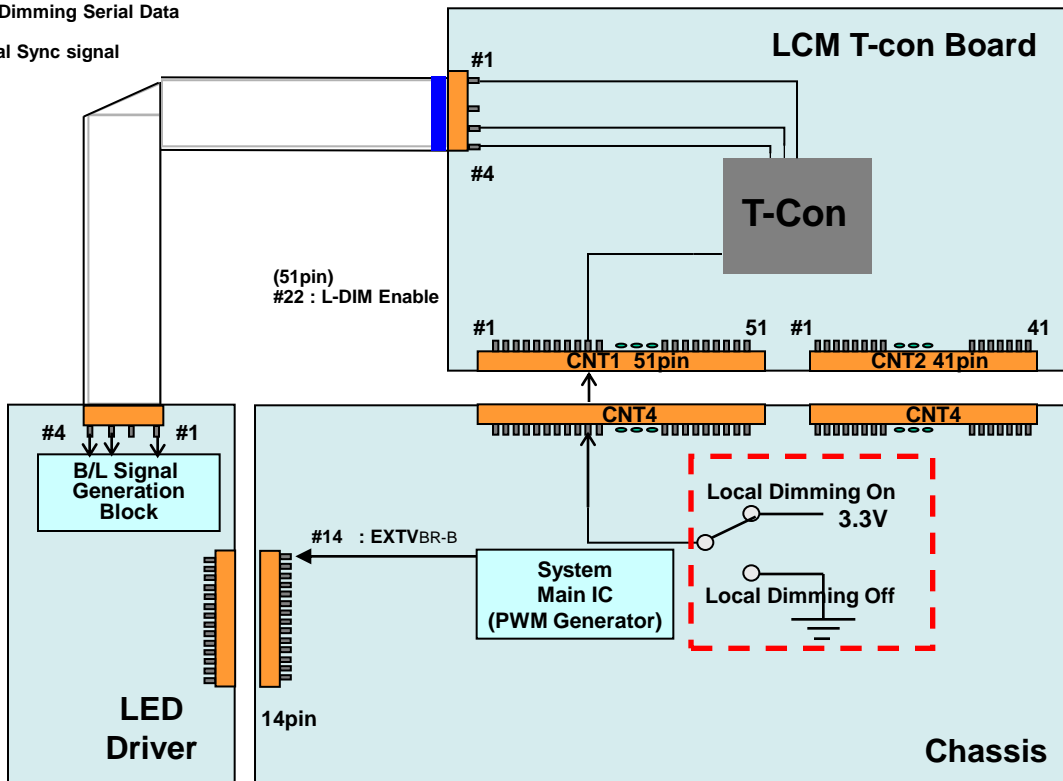 Dimming Serial Data
al Sync signal
LCM T-con Board
#1
#4
T-Con
(51pin)
#22 : L-DIM Enable
#1
51
#1
41
CNT1 51pin
CNT2 41pin
CNT4
CNT4
#4
#1
B/L Signal
Generation
Block
Local Dimming On
3.3V
#14 : EXTVBR-B
System
Main IC
(PWM Generator)
Local Dimming Off
LED
Driver
14pin
Chassis